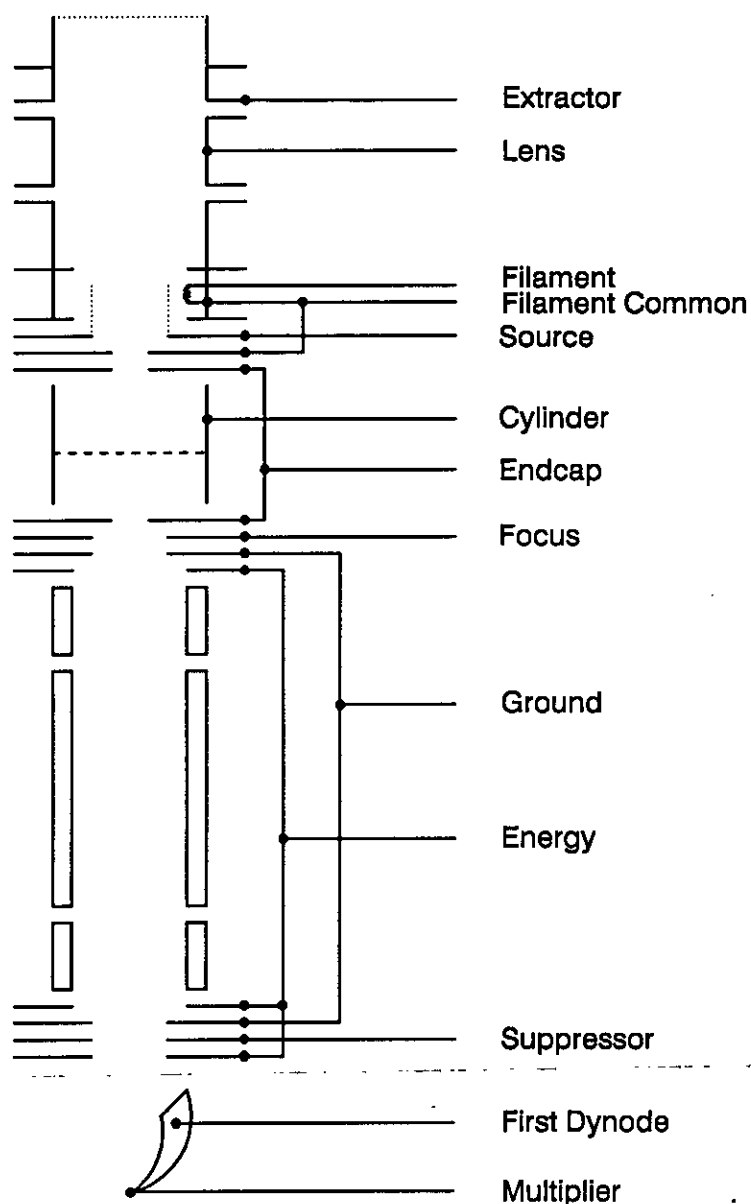 Extractor
Lens
Filament
Filament Common
Source
Cylinder
Endcap
Focus
Ground
Energy
Suppressor
First Dynode
Multiplier